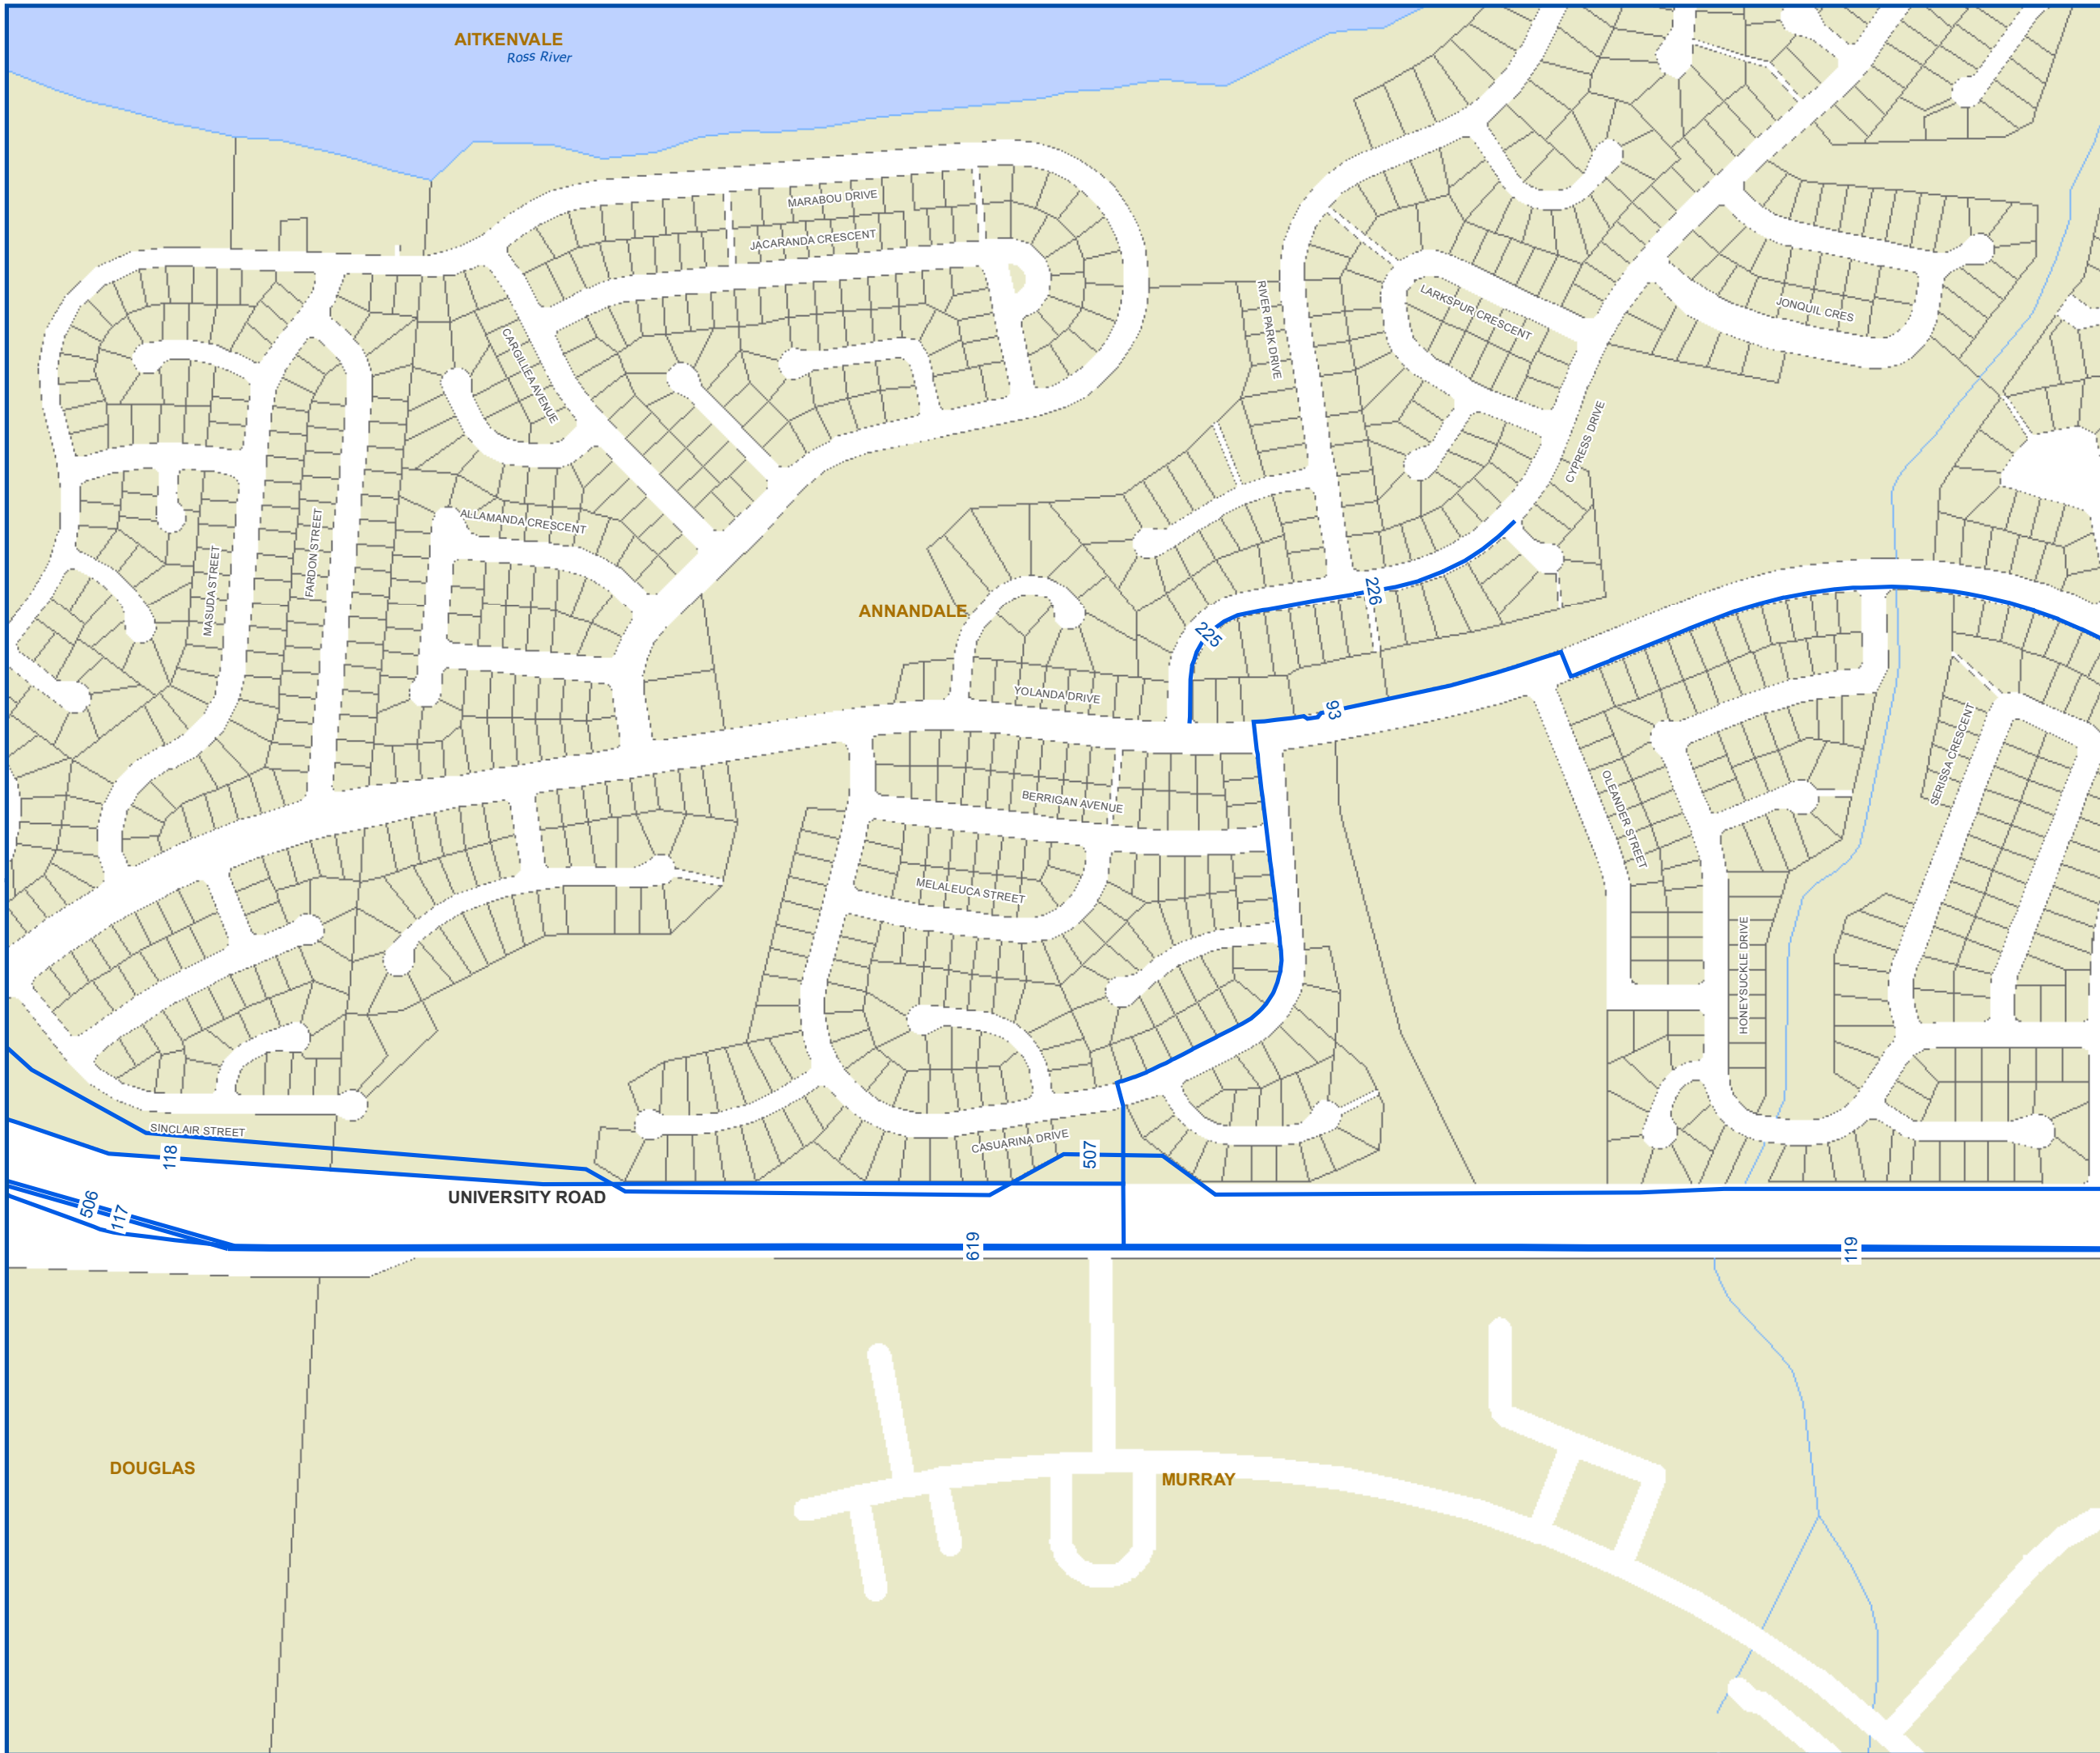 AITKENVALE
Ross River
MARABOU DRIVE
JACARANDA CRESCENT
RIVER PARK DRIVE
LARKSPUR CRESCENT
JONQUIL CRES
CARGILLEA AVENUE
CYPRESS DRIVE
ALLAMANDA CRESCENT
FARDON STREET
MASUDA STREET
226
ANNANDALE
225
YOLANDA DRIVE
93
SERISSA CRESCENT
BERRIGAN AVENUE
OLEANDER STREET
MELALEUCA STREET
HONEYSUCKLE DRIVE
SINCLAIR STREET
CASUARINA DRIVE
118
507
UNIVERSITY ROAD
506
117
619
119
DOUGLAS
MURRAY